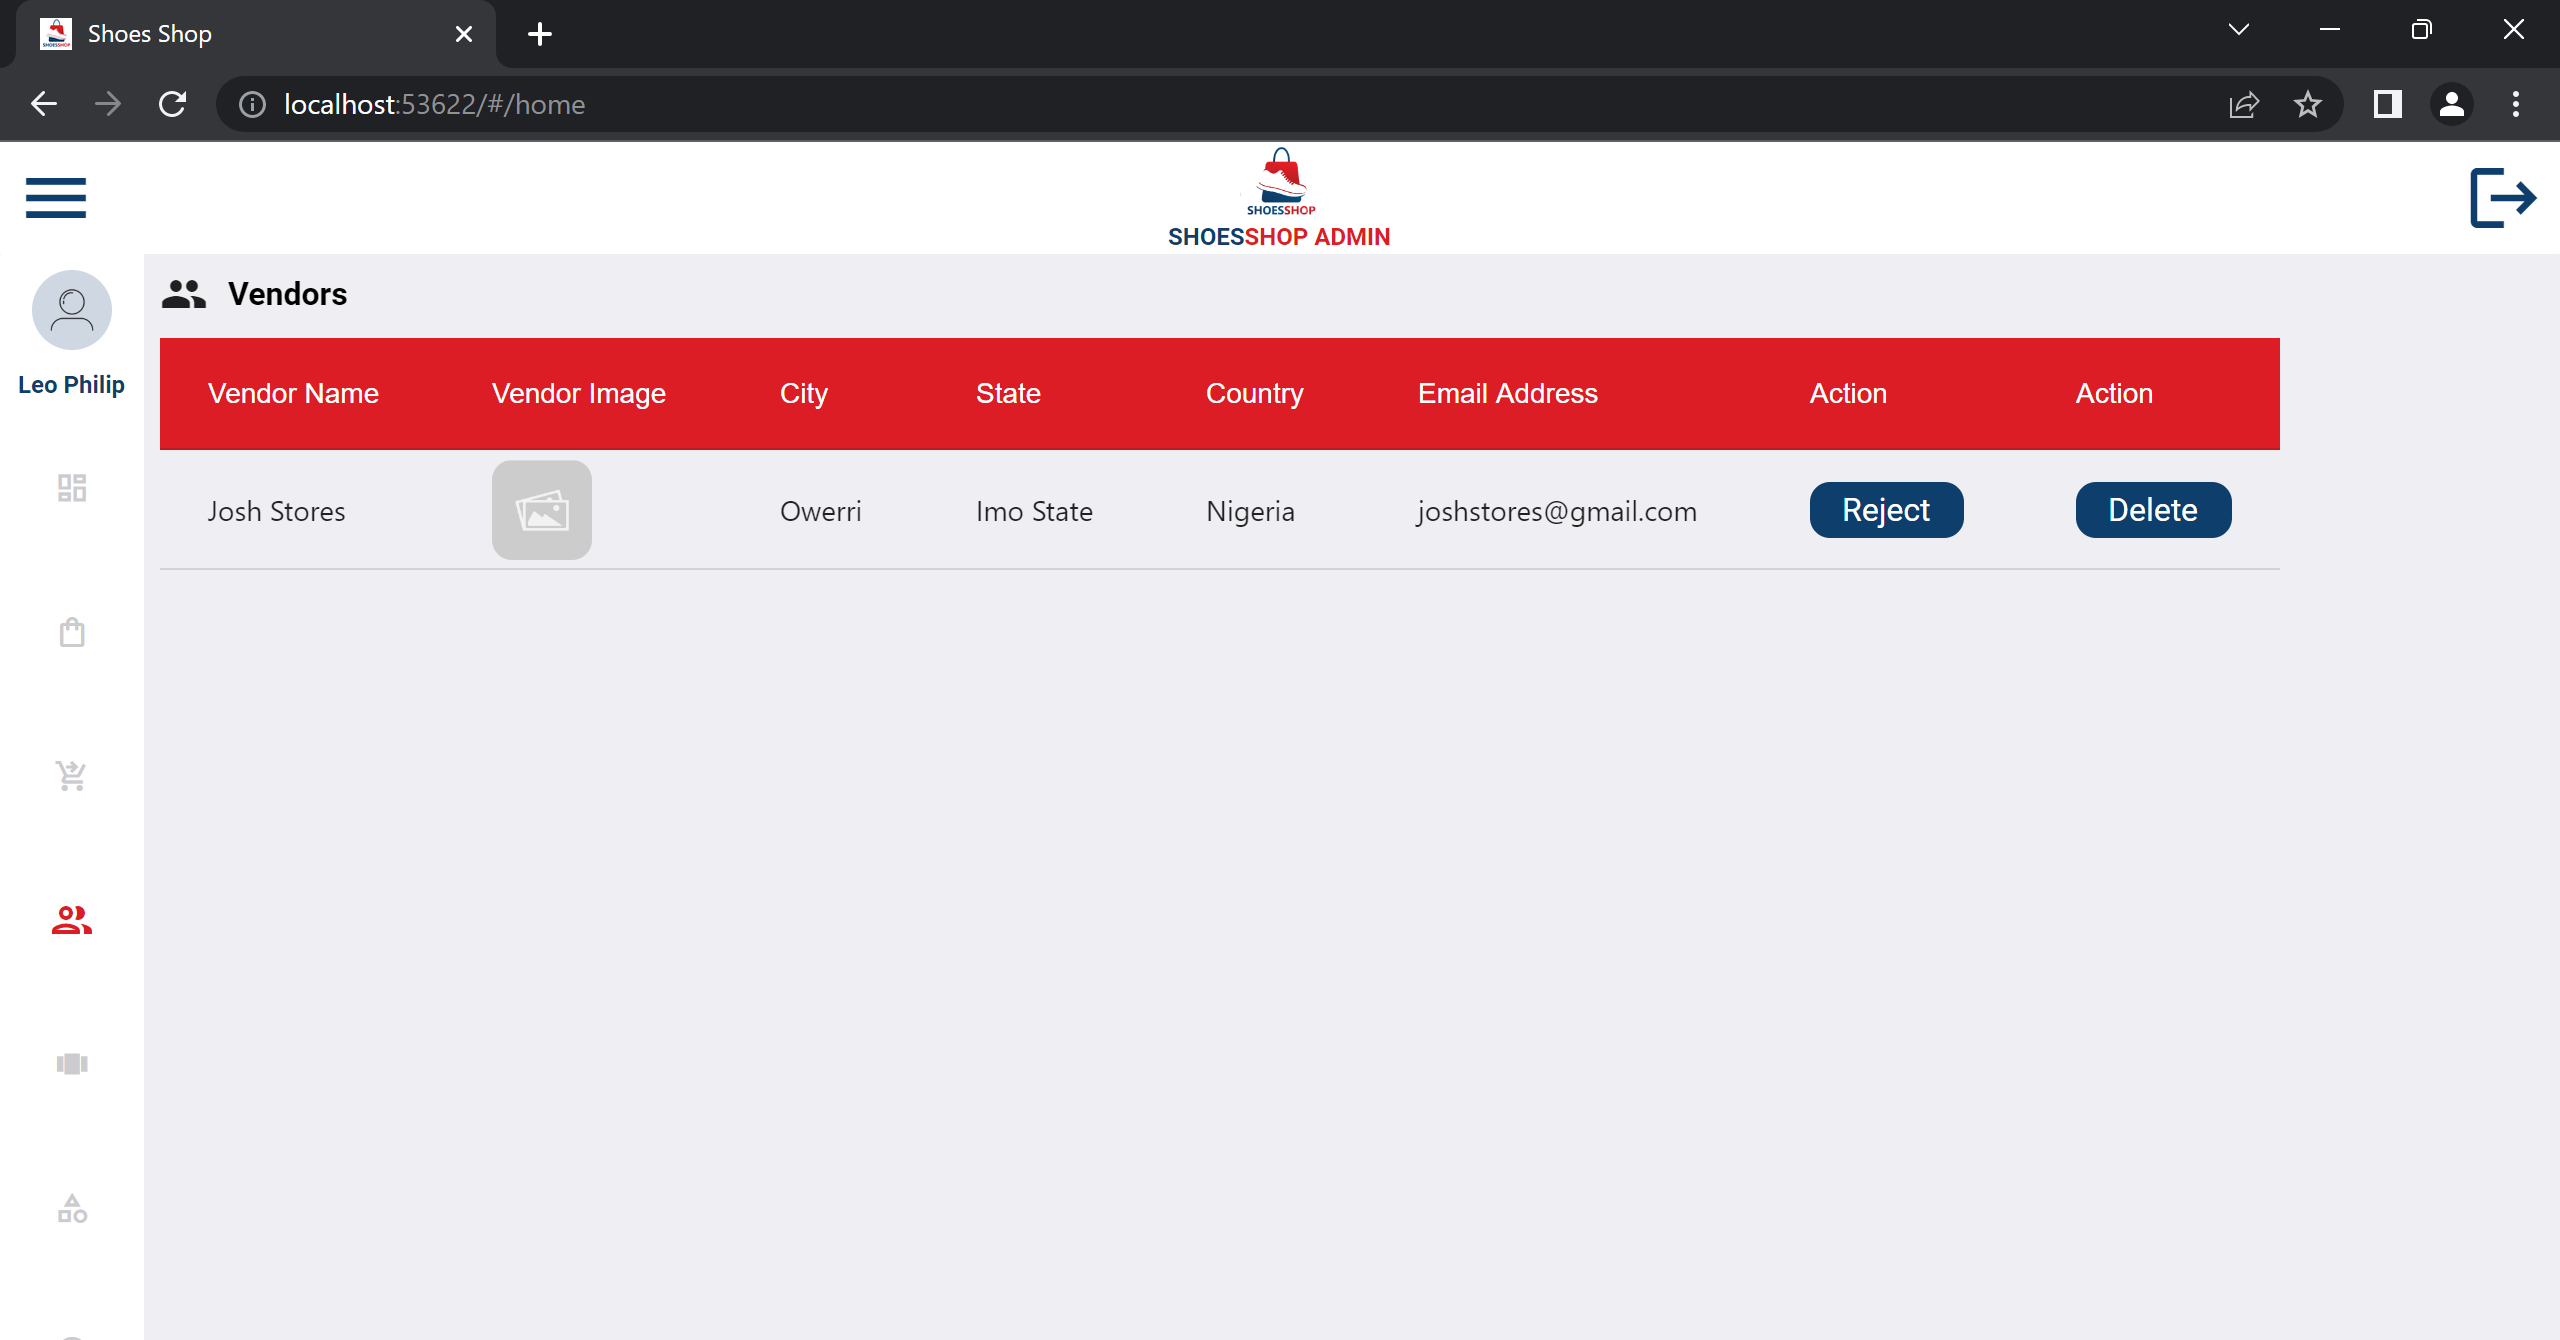 Shoes Shop
localhost:53622/#/home
SHOESSHOP
SHOESSHOP ADMIN
Leo Philip
Vendors
Vendor Name Vendor Image City State Country Email Address Action Action
Josh Stores Owerri Imo State Nigeria joshstores@gmail.com Reject Delete